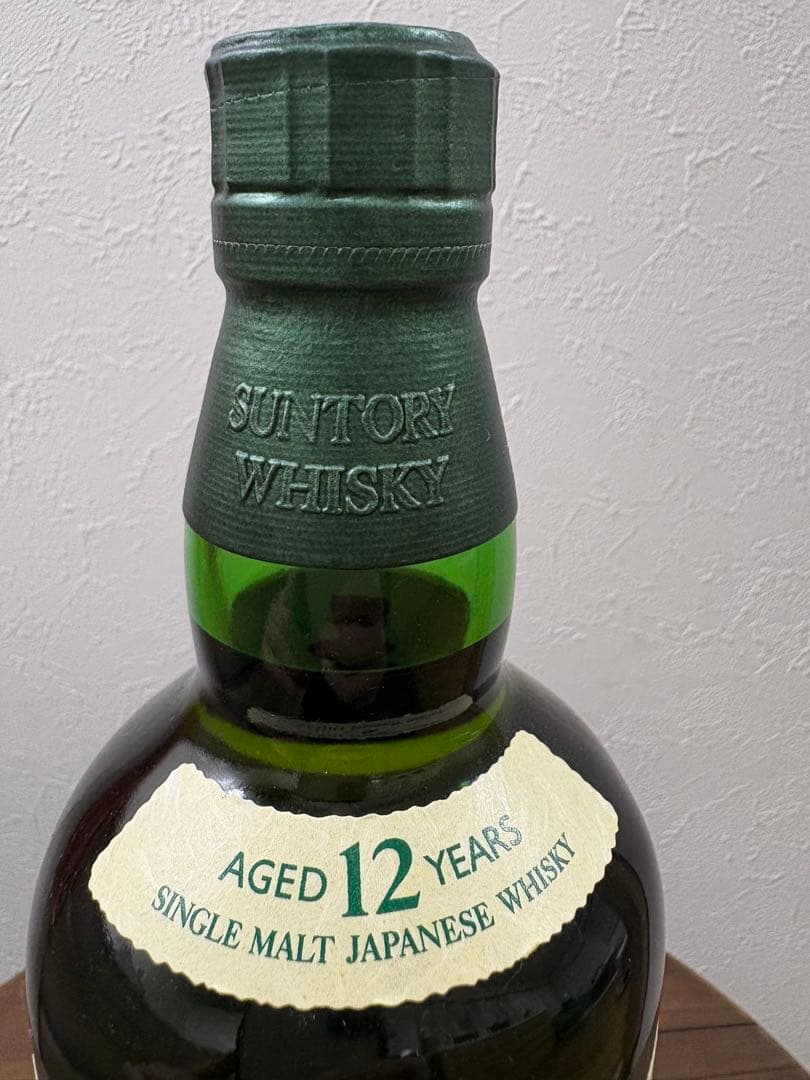 SUNTORY
WHISKY
AGED 12 YEARS
SINGLE MALT JAPANESE WHISKY